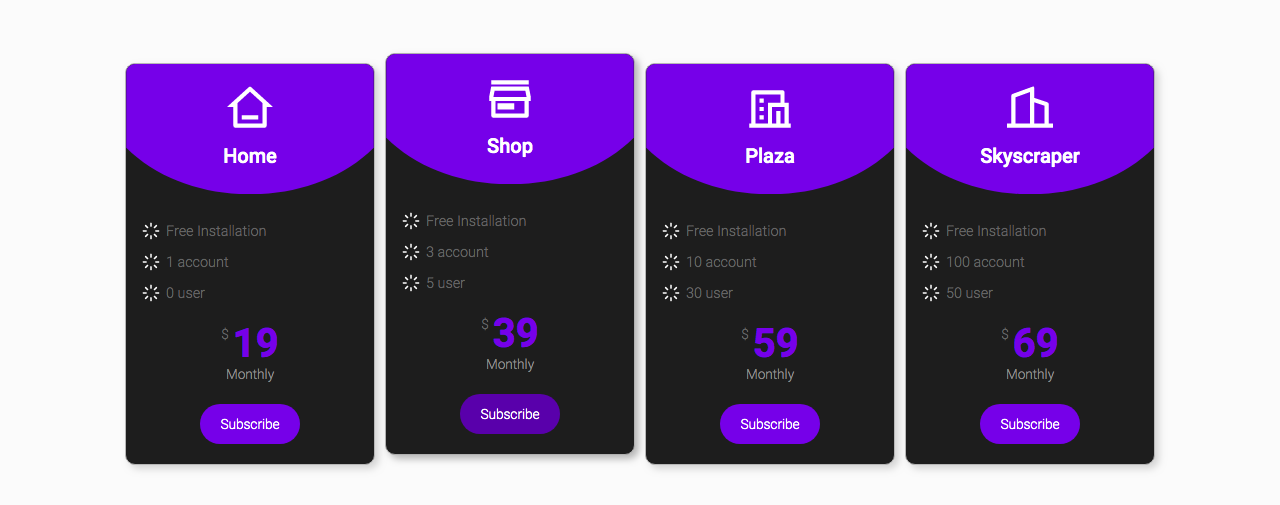 Home
Free Installation
1 account
0 user
$ 19
Monthly
Subscribe
Shop
Free Installation
3 account
5 user
$ 39
Monthly
Subscribe
Plaza
Free Installation
10 account
30 user
$ 59
Monthly
Subscribe
Skyscraper
Free Installation
100 account
50 user
$ 69
Monthly
Subscribe